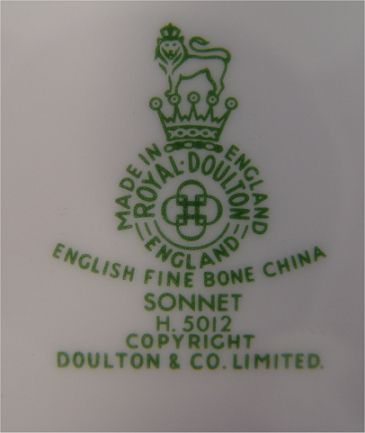 MADE IN ENGLAND
ROYAL · DOULTON
ENGLAND
ENGLISH FINE BONE CHINA
SONNET
H. 5012
COPYRIGHT
DOULTON & CO. LIMITED.